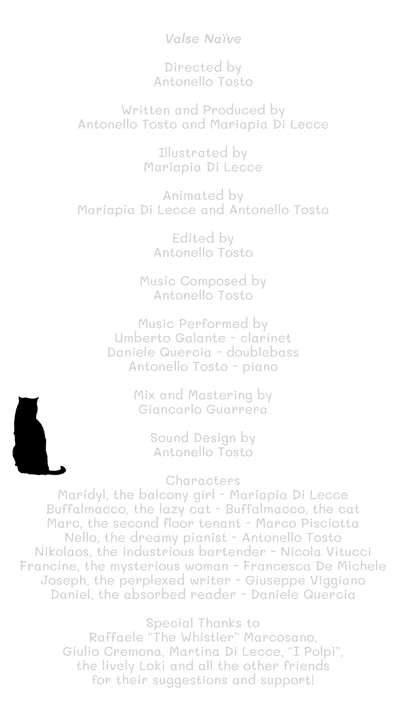 Valse Naïve
Directed by
Antonello Tosto
Written and Produced by
Antonello Tosto and Mariapia Di Lecce
Illustrated by
Mariapia Di Lecce
Animated by
Mariapia Di Lecce and Antonello Tosto
Edited by
Antonello Tosto
Music Composed by
Antonello Tosto
Music Performed by
Umberto Galante - clarinet
Daniele Quercia - doublebass
Antonello Tosto - piano
Mix and Mastering by
Giancarlo Guarrera
Sound Design by
Antonello Tosto
Characters
Maridyl, the balcony girl - Mariapia Di Lecce
Buffalmacco, the lazy cat - Buffalmacco, the cat
Marc, the second floor tenant - Marco Pisciotta
Nello, the dreamy pianist - Antonello Tosto
Nikolaos, the industrious bartender - Nicola Vitucci
Francine, the mysterious woman - Francesca De Michele
Joseph, the perplexed writer - Giuseppe Viggiano
Daniel, the absorbed reader - Daniele Quercia
Special Thanks to
Raffaele "The Whistler" Marcosano,
Giulio Cremona, Martina Di Lecce, "I Polpi",
the lively Loki and all the other friends
for their suggestions and support!